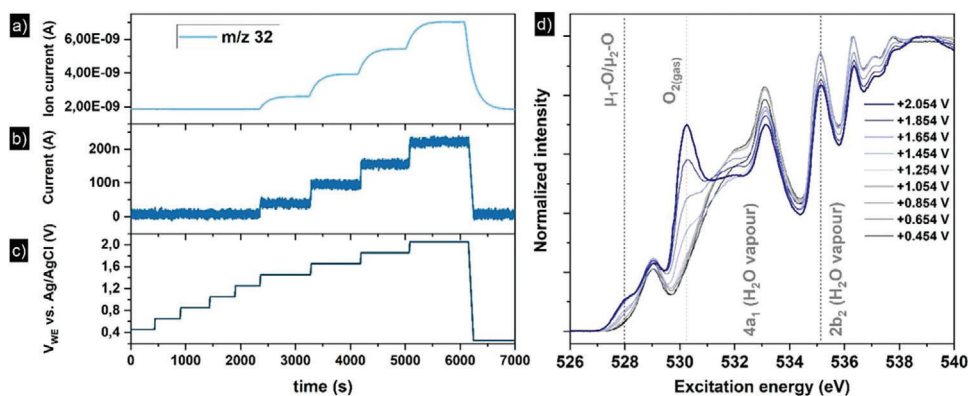 a)
Ion current (A)
6,00E-09
4,00E-09
2,00E-09
m/z 32
b)
Current (A)
200n
100n
0
c)
V_WE vs. Ag/AgCl (V)
2,0
1,6
1,2
0,8
0,4
0 1000 2000 3000 4000 5000 6000 7000
time (s)
d)
Normalized intensity
μ₁-O/μ₂-O
O₂(gas)
4a₁ (H₂O vapour)
2b₂ (H₂O vapour)
+2.054 V
+1.854 V
+1.654 V
+1.454 V
+1.254 V
+1.054 V
+0.854 V
+0.654 V
+0.454 V
526 528 530 532 534 536 538 540
Excitation energy (eV)